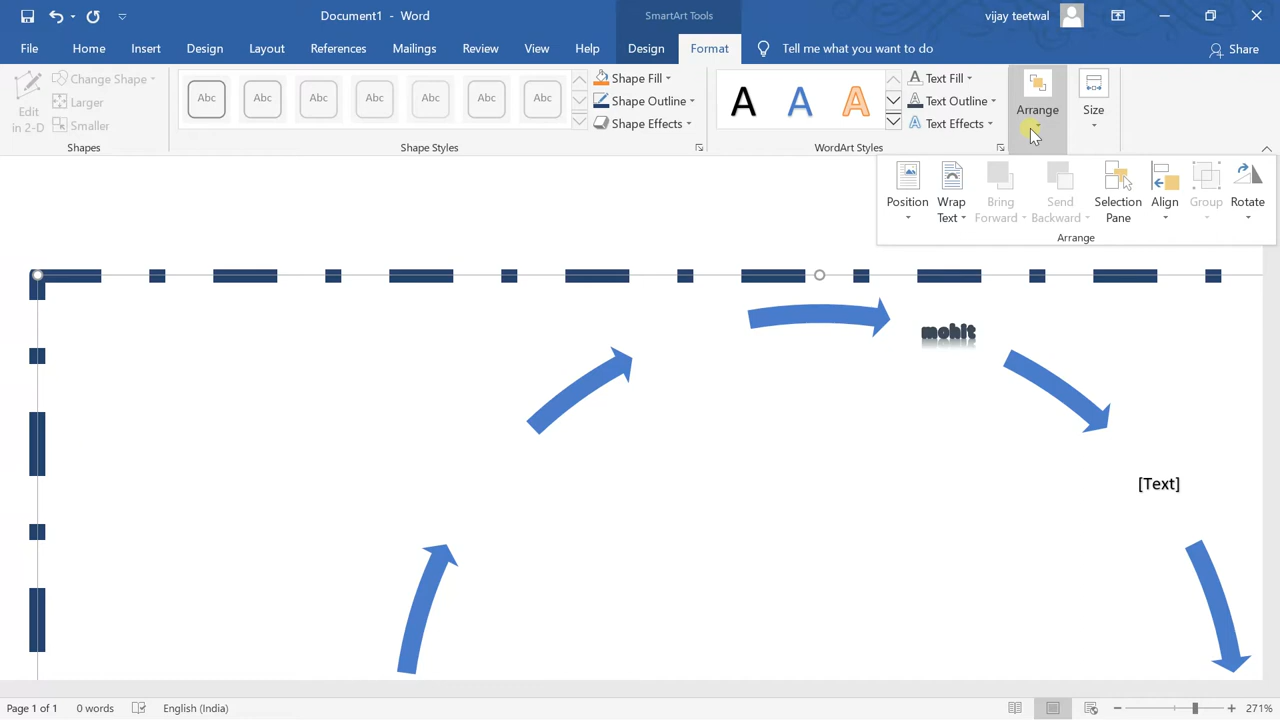 Document1 - Word
SmartArt Tools
vijay teetwal
File Home Insert Design Layout References Mailings Review View Help Design Format Tell me what you want to do Share
Edit in 2-D
Change Shape
Larger
Smaller
Shapes
Abc Abc Abc Abc Abc Abc Abc
Shape Fill
Shape Outline
Shape Effects
Shape Styles
A A A
Text Fill
Text Outline
Text Effects
WordArt Styles
Arrange
Size
Position
Wrap Text
Bring Forward
Send Backward
Selection Pane
Align
Group
Rotate
Arrange
mohit
[Text]
Page 1 of 1 0 words English (India) 271%